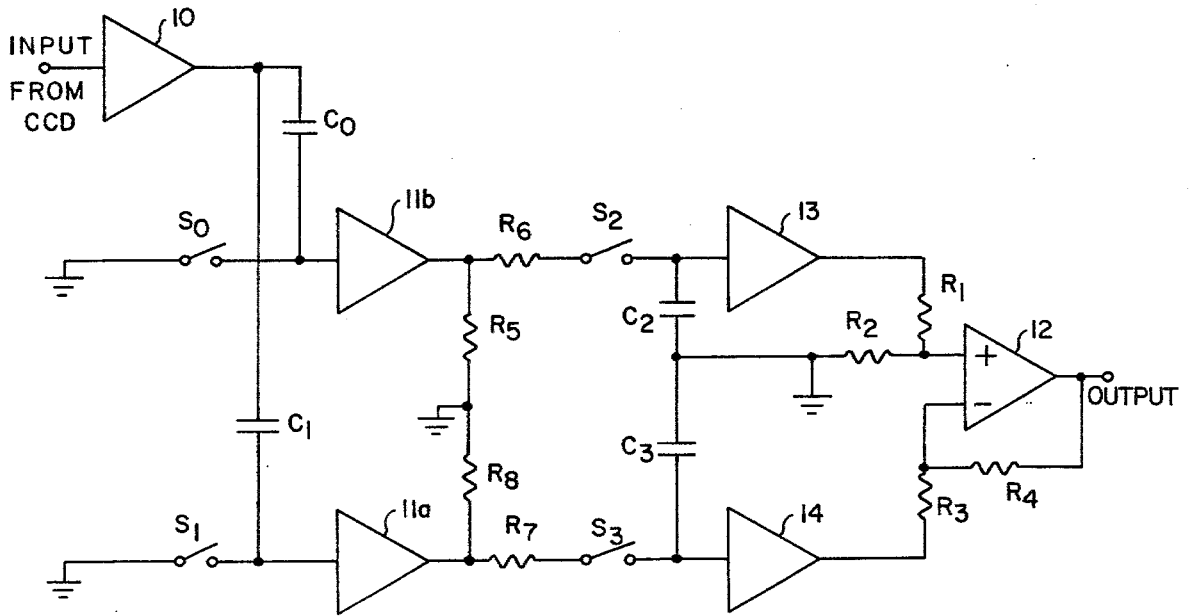 10
INPUT
FROM
CCD
C0
S0
11b
R6
S2
13
R5
C2
R2
R1
12
OUTPUT
C1
R8
C3
R4
R3
S1
11a
R7
S3
14